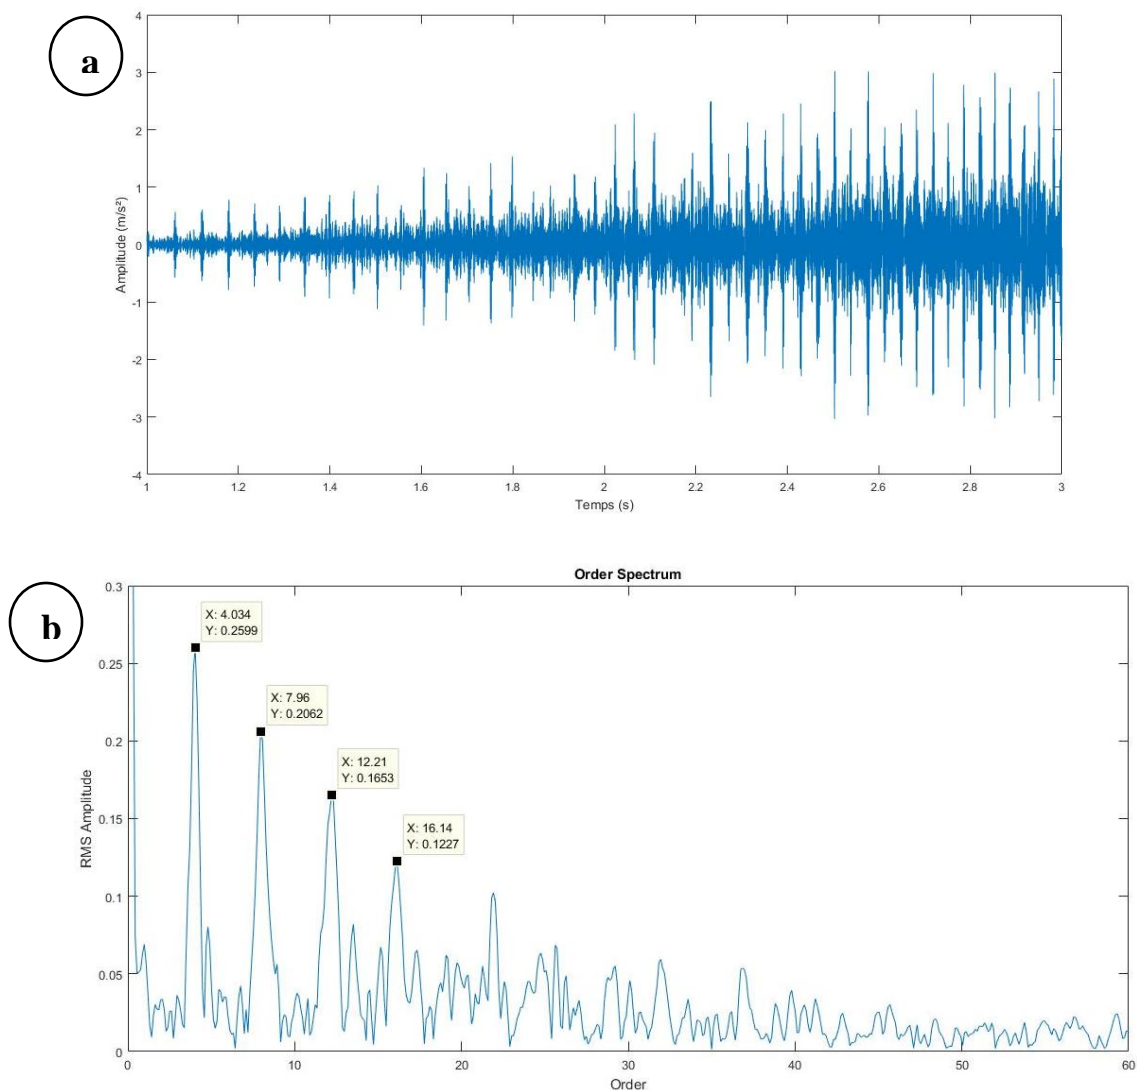 a
4
3
2
1
0
-1
-2
-3
-4
Amplitude (m/s²)
1 1.2 1.4 1.6 1.8 2 2.2 2.4 2.6 2.8 3
Temps (s)
b
Order Spectrum
0.3
0.25
0.2
0.15
0.1
0.05
0
RMS Amplitude
X: 4.034
Y: 0.2599
X: 7.96
Y: 0.2062
X: 12.21
Y: 0.1653
X: 16.14
Y: 0.1227
0 10 20 30 40 50 60
Order